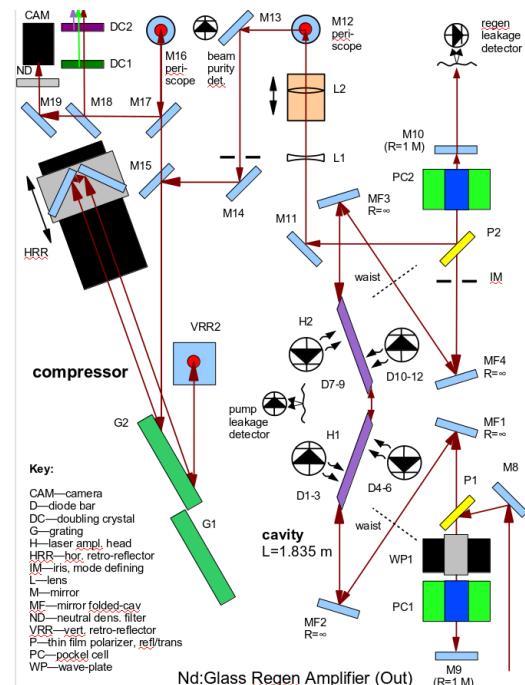 CAM
DC2
DC1
ND
M19
M18
M17
M16
peri-
scope
beam
purity
det.
M13
M12
peri-
scope
regen
leakage
detector
L2
L1
M15
M14
M11
MF3
R=∞
M10
(R=1 M)
PC2
P2
IM
waist
HRR
VRR2
compressor
G2
G1
H2
D7-9
D10-12
pump
leakage
detector
H1
D1-3
D4-6
MF4
R=∞
MF1
R=∞
M8
P1
waist
WP1
PC1
cavity
L=1.835 m
MF2
R=∞
M9
(R=1 M)
Key:
CAM—camera
D—diode bar
DC—doubling crystal
G—grating
H—laser ampl. head
HRR—hor. retro-reflector
IM—iris, mode defining
L—lens
M—mirror
MF—mirror folded-cav
ND—neutral dens. filter
VRR—vert. retro-reflector
P—thin film polarizer, refl/trans
PC—pockel cell
WP—wave-plate
Nd:Glass Regen Amplifier (Out)